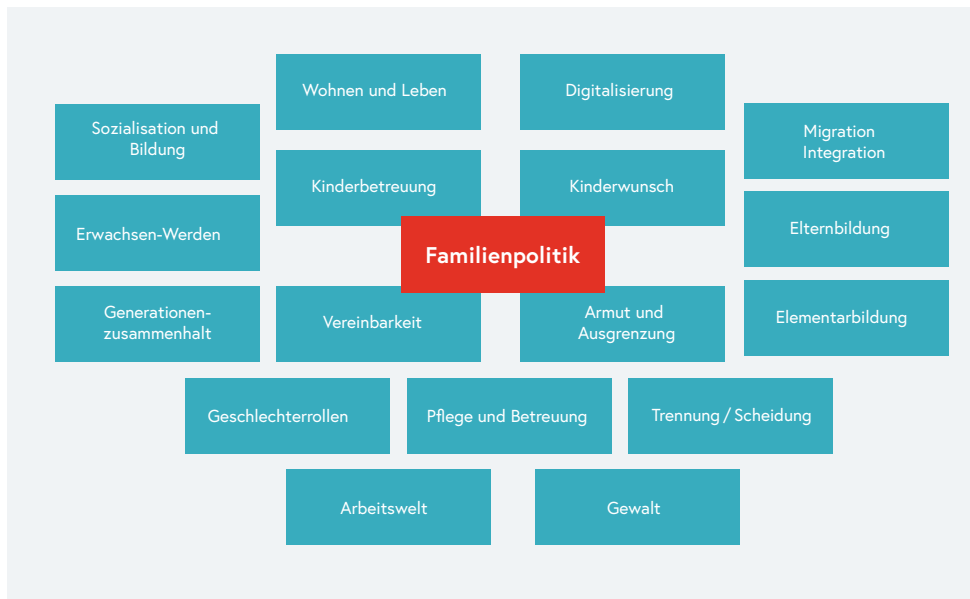 Wohnen und Leben
Digitalisierung
Sozialisation und
Bildung
Migration
Integration
Kinderbetreuung
Kinderwunsch
Erwachsen-Werden
Elternbildung
Familienpolitik
Generationen-
zusammenhalt
Vereinbarkeit
Armut und
Ausgrenzung
Elementarbildung
Geschlechterrollen
Pflege und Betreuung
Trennung / Scheidung
Arbeitswelt
Gewalt